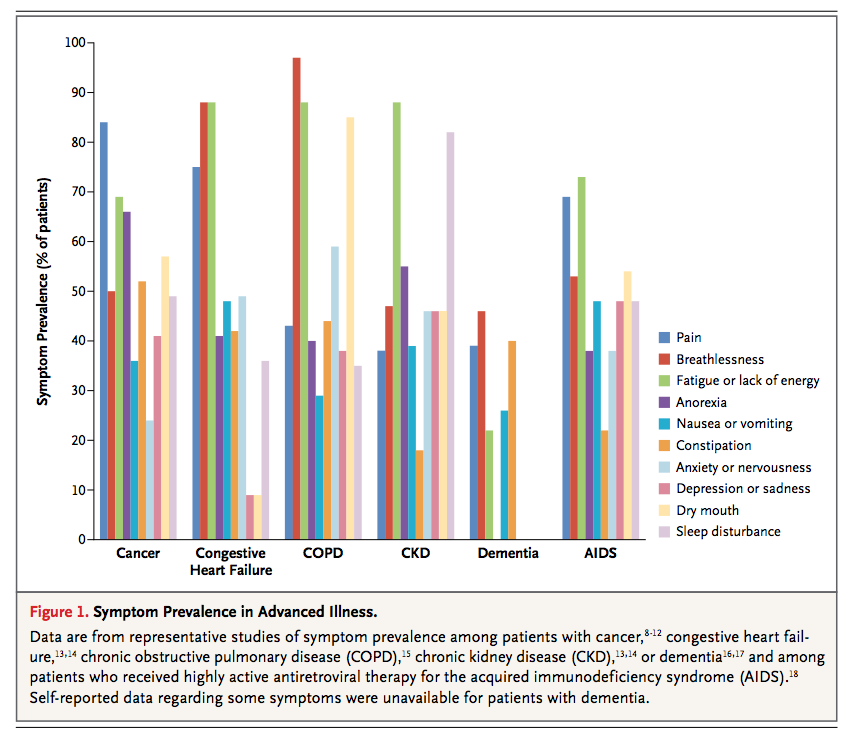 100
90
80
70
60
50
40
30
20
10
0
Symptom Prevalence (% of patients)
Cancer
Congestive
Heart Failure
COPD
CKD
Dementia
AIDS
Pain
Breathlessness
Fatigue or lack of energy
Anorexia
Nausea or vomiting
Constipation
Anxiety or nervousness
Depression or sadness
Dry mouth
Sleep disturbance
Figure 1. Symptom Prevalence in Advanced Illness.
Data are from representative studies of symptom prevalence among patients with cancer,8-12 congestive heart fail-
ure,13,14 chronic obstructive pulmonary disease (COPD),15 chronic kidney disease (CKD),13,14 or dementia16,17 and among
patients who received highly active antiretroviral therapy for the acquired immunodeficiency syndrome (AIDS).18
Self-reported data regarding some symptoms were unavailable for patients with dementia.